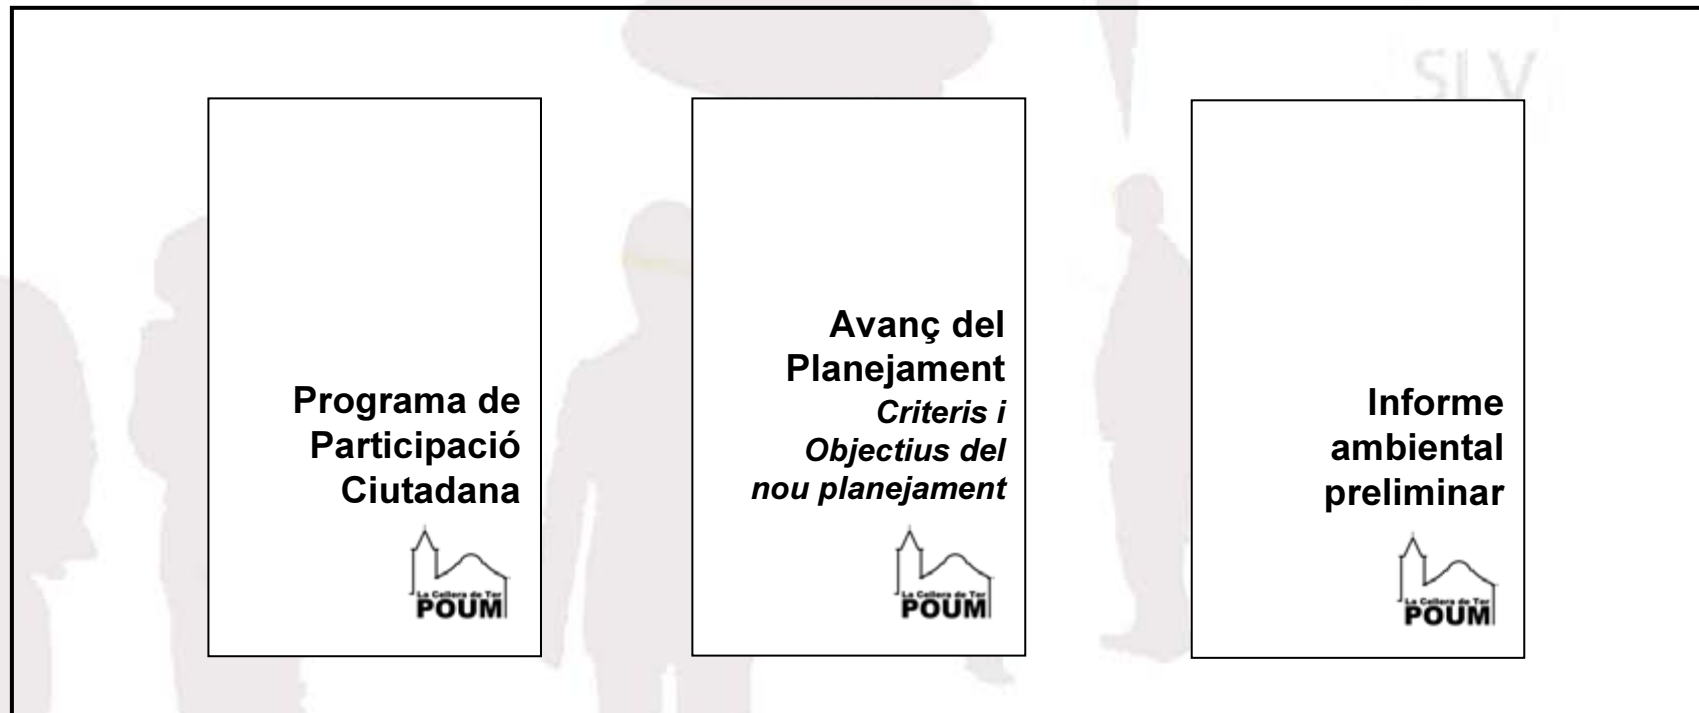 SLV
Programa de
Participació
Ciutadana
La Cellera de Ter
POUM
Avanç del
Planejament
Criteris i
Objectius del
nou planejament
La Cellera de Ter
POUM
Informe
ambiental
preliminar
La Cellera de Ter
POUM